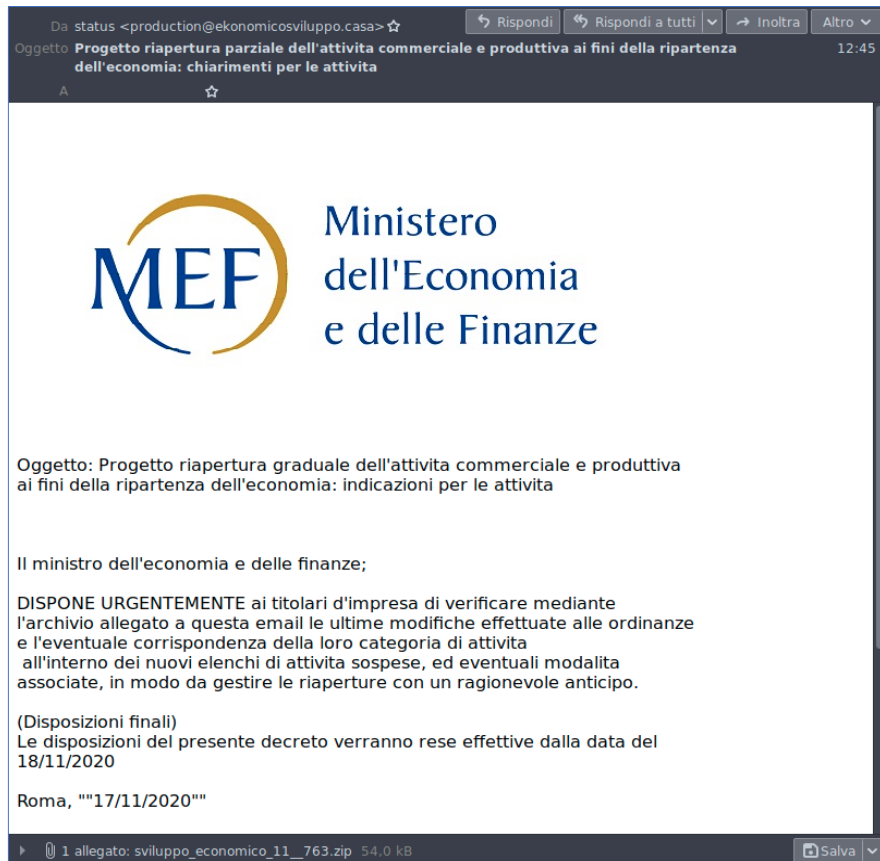 Da status <production@ekonomicosviluppo.casa>
Rispondi Rispondi a tutti Inoltra Altro
Oggetto Progetto riapertura parziale dell'attivita commerciale e produttiva ai fini della ripartenza 12:45
dell'economia: chiarimenti per le attivita
A
MEF
Ministero
dell'Economia
e delle Finanze
Oggetto: Progetto riapertura graduale dell'attivita commerciale e produttiva
ai fini della ripartenza dell'economia: indicazioni per le attivita
Il ministro dell'economia e delle finanze;
DISPONE URGENTEMENTE ai titolari d'impresa di verificare mediante
l'archivio allegato a questa email le ultime modifiche effettuate alle ordinanze
e l'eventuale corrispondenza della loro categoria di attivita
all'interno dei nuovi elenchi di attivita sospese, ed eventuali modalita
associate, in modo da gestire le riaperture con un ragionevole anticipo.
(Disposizioni finali)
Le disposizioni del presente decreto verranno rese effettive dalla data del
18/11/2020
Roma, ""17/11/2020""
1 allegato: sviluppo_economico_11__763.zip 54,0 kB Salva